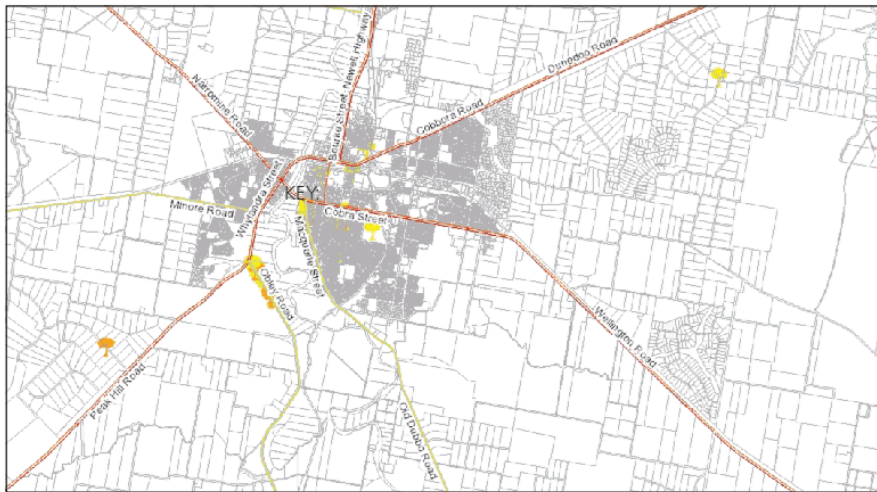 Newell Highway
Dunedoo Road
Narromine Road
Bourke Street
Cobbora Road
KEY
Whylandra Street
Minore Road
Cobra Street
Macquarie Street
Obley Road
Wellington Road
Peak Hill Road
Old Dubbo Road